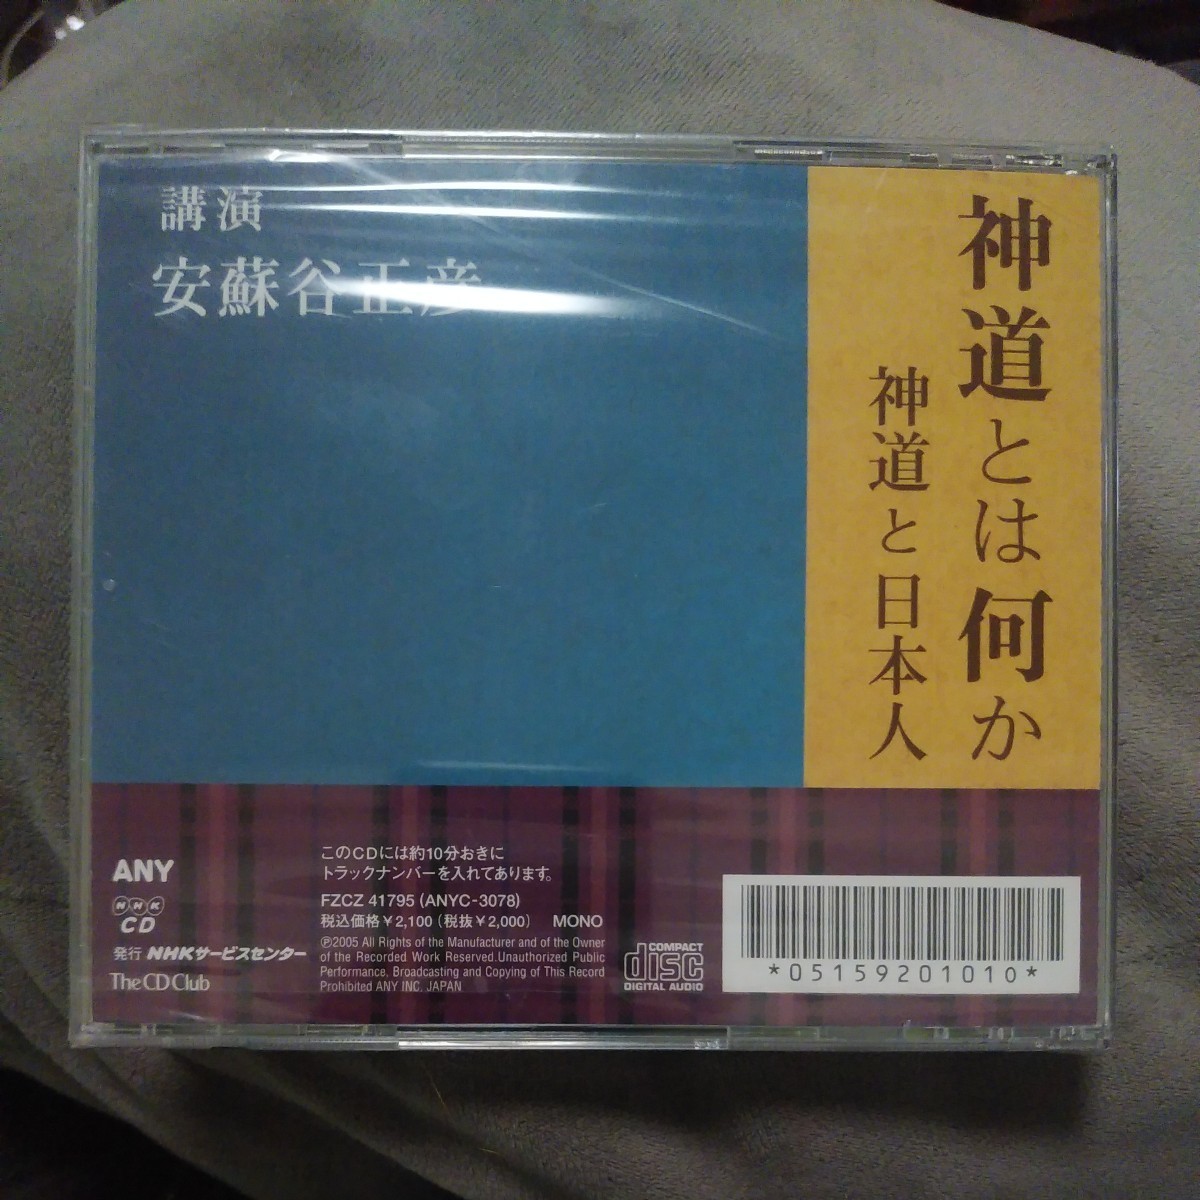 神道とは何か
神道と日本人
講演
安蘇谷正彦
ANY
NHK
CD
発行 NHKサービスセンター
The CD Club
このCDには約10分おきに
トラックナンバーを入れてあります。
FZCZ 41795 (ANYC-3078)
税込価格¥2,100 (税抜¥2,000) MONO
Ⓟ2005 All Rights of the Manufacturer and of the Owner
of the Recorded Work Reserved.Unauthorized Public
Performance, Broadcasting and Copying of This Record
Prohibited ANY INC. JAPAN
COMPACT
disc
DIGITAL AUDIO
*05159201010*